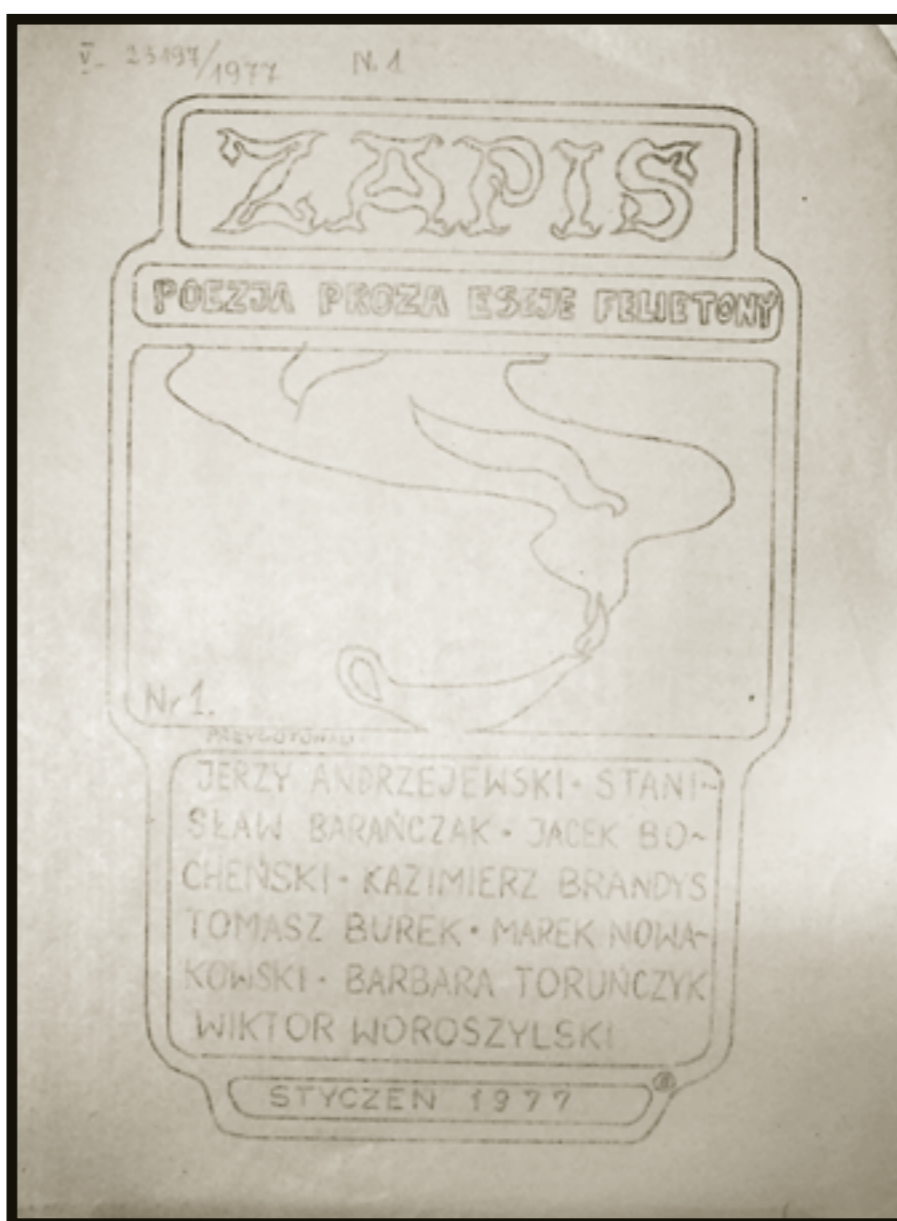 V- 23197/1977 N. 1
ZAPIS
POEZJA PROZA ESEJE FELIETONY
Nr 1.
PRZYGOTOWALI
JERZY ANDRZEJEWSKI · STANI-
SŁAW BARAŃCZAK · JACEK BO-
CHEŃSKI · KAZIMIERZ BRANDYS
TOMASZ BUREK · MAREK NOWA-
KOWSKI · BARBARA TORUŃCZYK
WIKTOR WOROSZYLSKI
STYCZEŃ 1977